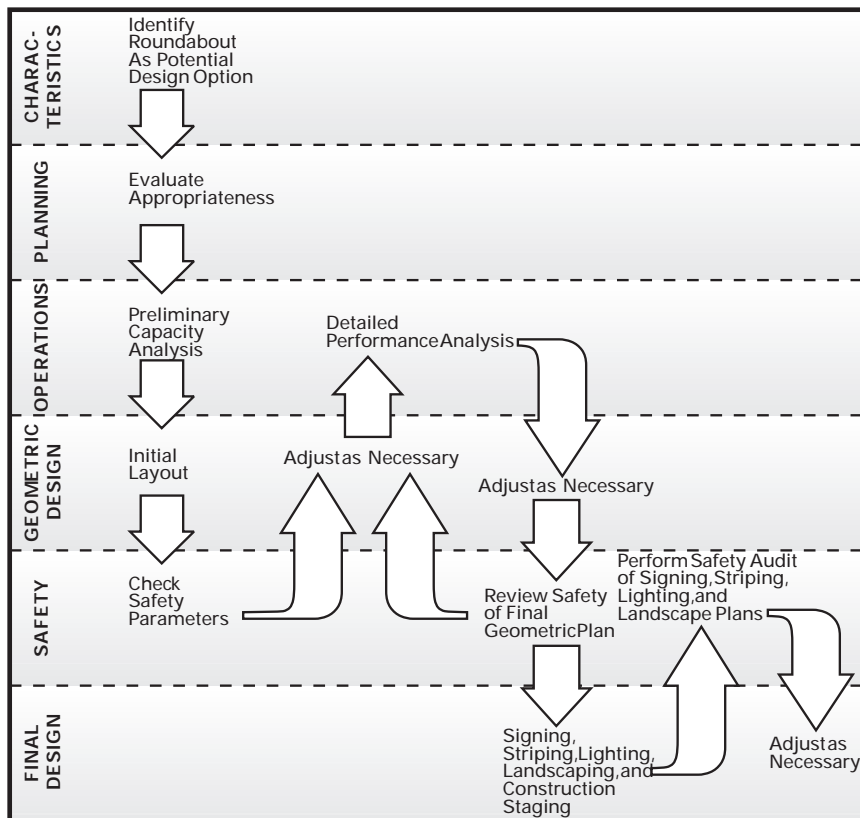 CHARAC-
TERISTICS
Identify
Roundabout
As Potential
Design Option
PLANNING
Evaluate
Appropriateness
OPERATIONS
Preliminary
Capacity
Analysis
Detailed
PerformanceAnalysis
GEOMETRIC
DESIGN
Initial
Layout
Adjustas Necessary
Adjustas Necessary
SAFETY
Check
Safety
Parameters
Review Safety
of Final
GeometricPlan
Perform Safety Audit
of Signing,Striping,
Lighting,and
Landscape Plans
FINAL
DESIGN
Signing,
Striping,Lighting,
Landscaping,and
Construction
Staging
Adjustas
Necessary